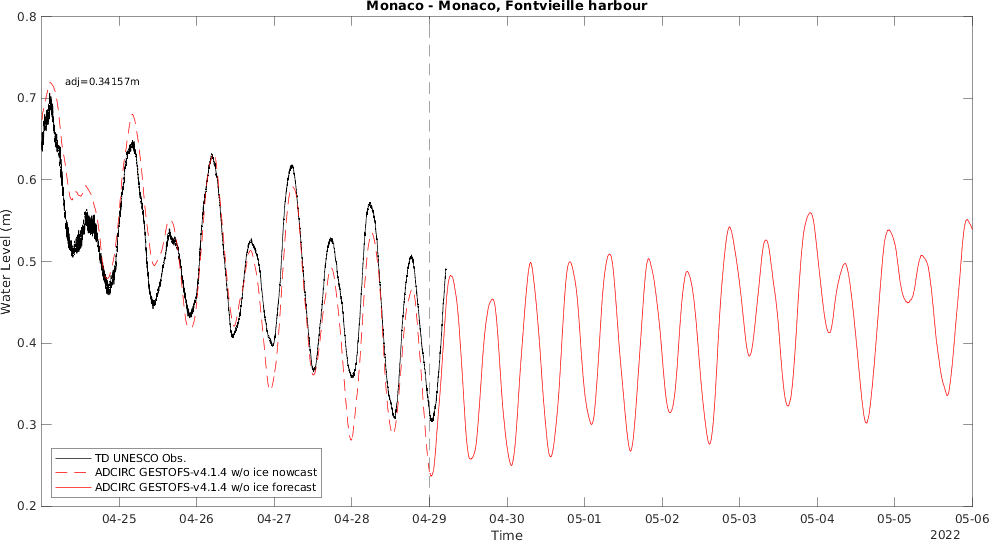 Monaco - Monaco, Fontvieille harbour
adj=0.34157m
0.8
0.7
0.6
0.5
0.4
0.3
0.2
Water Level (m)
TD UNESCO Obs.
ADCIRC GESTOFS-v4.1.4 w/o ice nowcast
ADCIRC GESTOFS-v4.1.4 w/o ice forecast
04-25 04-26 04-27 04-28 04-29 04-30 05-01 05-02 05-03 05-04 05-05 05-06
Time
2022